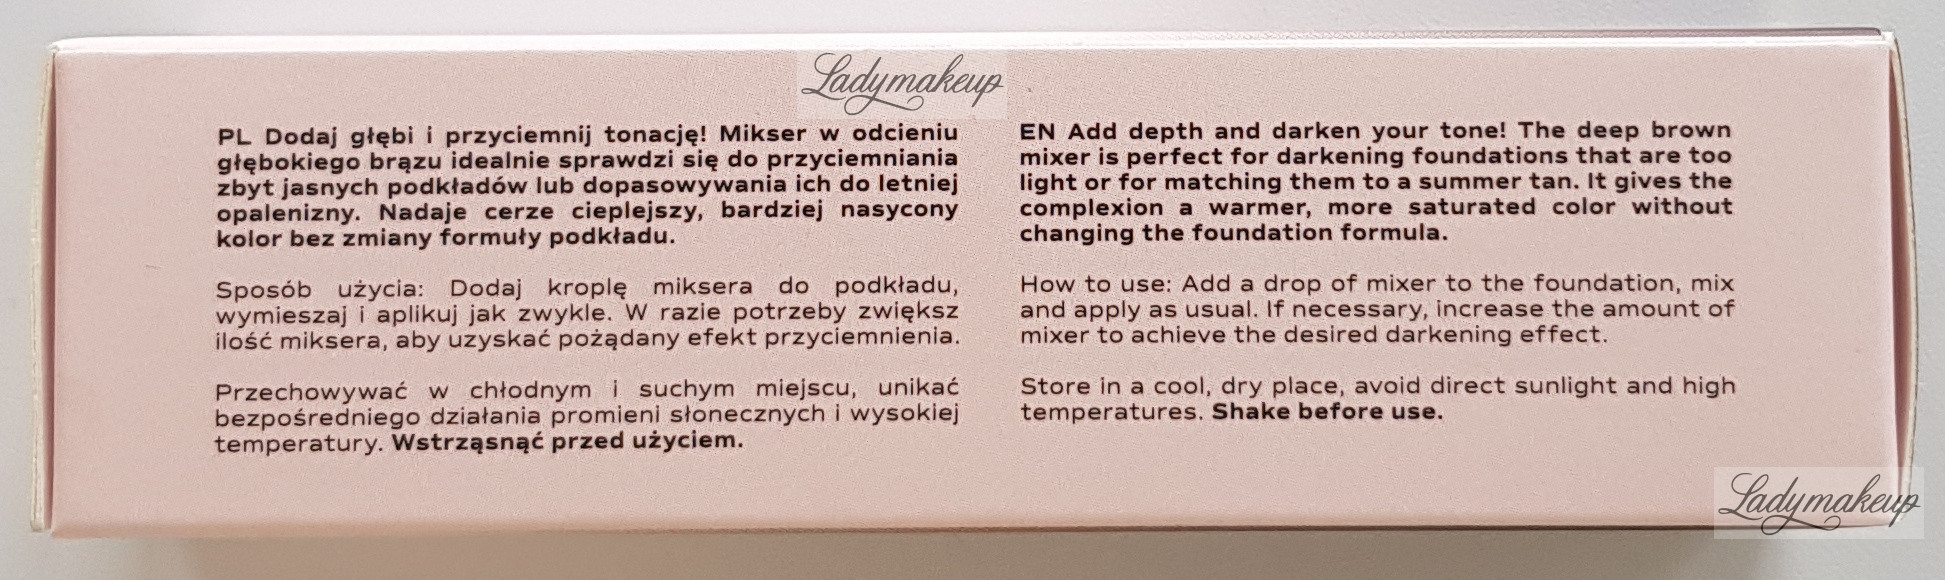 Ladymakeup
PL Dodaj głębi i przyciemnij tonację! Mikser w odcieniu
głębokiego brązu idealnie sprawdzi się do przyciemniania
zbyt jasnych podkładów lub dopasowywania ich do letniej
opalenizny. Nadaje cerze cieplejszy, bardziej nasycony
kolor bez zmiany formuły podkładu.
Sposób użycia: Dodaj kroplę miksera do podkładu,
wymieszaj i aplikuj jak zwykle. W razie potrzeby zwiększ
ilość miksera, aby uzyskać pożądany efekt przyciemnienia.
Przechowywać w chłodnym i suchym miejscu, unikać
bezpośredniego działania promieni słonecznych i wysokiej
temperatury. Wstrząsnąć przed użyciem.
EN Add depth and darken your tone! The deep brown
mixer is perfect for darkening foundations that are too
light or for matching them to a summer tan. It gives the
complexion a warmer, more saturated color without
changing the foundation formula.
How to use: Add a drop of mixer to the foundation, mix
and apply as usual. If necessary, increase the amount of
mixer to achieve the desired darkening effect.
Store in a cool, dry place, avoid direct sunlight and high
temperatures. Shake before use.
Ladymakeup